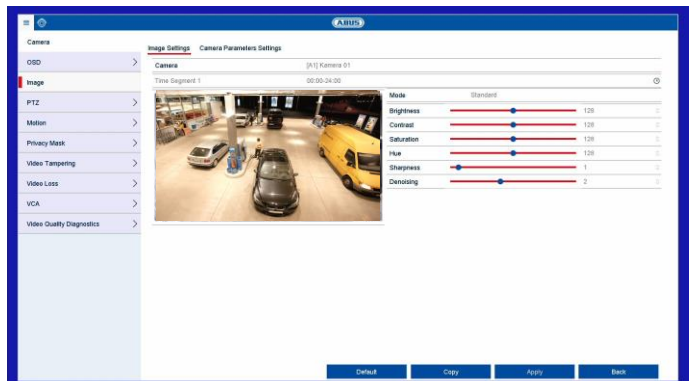 ABUS
Camera
OSD
Image
PTZ
Motion
Privacy Mask
Video Tampering
Video Loss
VCA
Video Quality Diagnostics
Image Settings Camera Parameters Settings
Camera [A1] Kamera 01
Time Segment 1 00:00-24:00
Mode Standard
Brightness 128
Contrast 128
Saturation 128
Hue 128
Sharpness 1
Denoising 2
Default Copy Apply Back